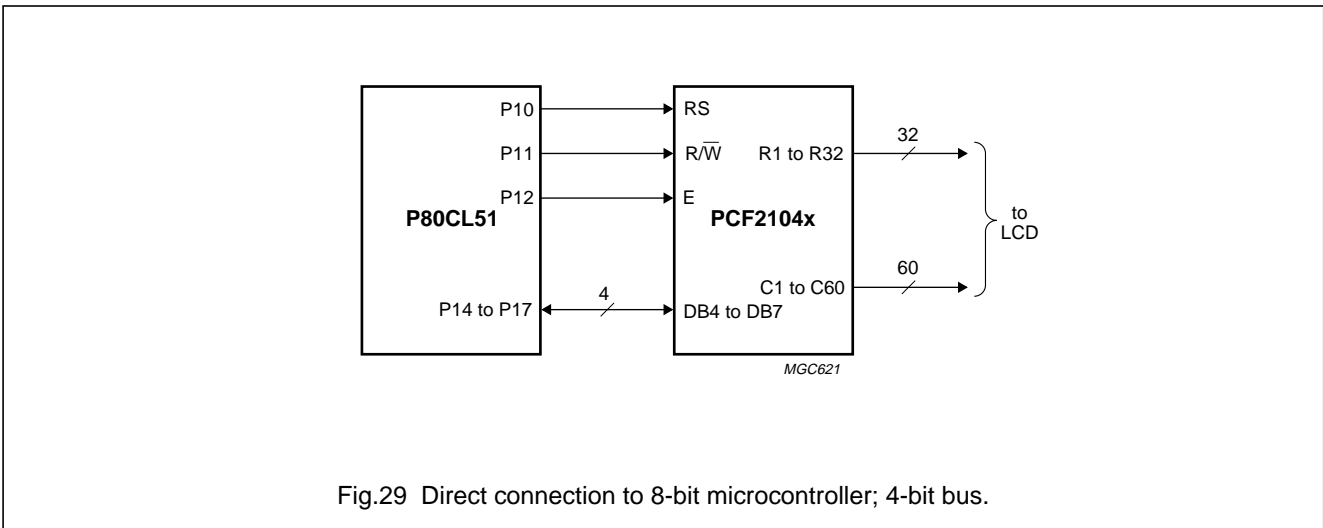 P10
RS
32
P11
R/W̅
R1 to R32
P12
E
P80CL51
PCF2104x
to
LCD
60
C1 to C60
4
P14 to P17
DB4 to DB7
MGC621
Fig.29 Direct connection to 8-bit microcontroller; 4-bit bus.